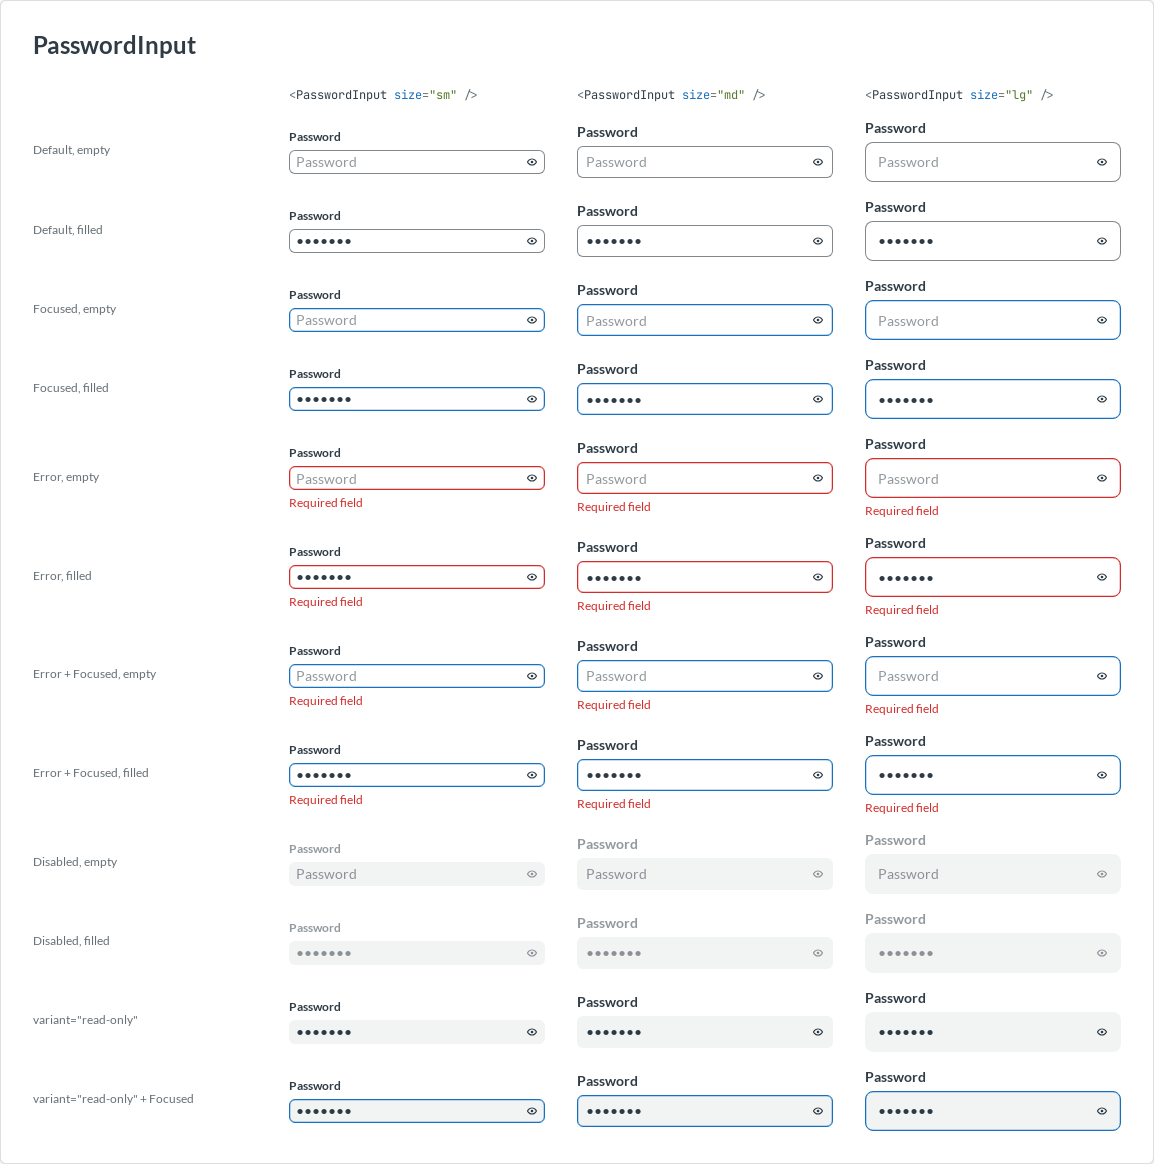 PasswordInput
<PasswordInput size="sm" /> <PasswordInput size="md" /> <PasswordInput size="lg" />
Password Password Password
Default, empty Password Password Password
Password Password Password
Default, filled ••••••• ••••••• •••••••
Password Password Password
Focused, empty Password Password Password
Password Password Password
Focused, filled ••••••• ••••••• •••••••
Password Password Password
Error, empty Password Password Password
Required field Required field Required field
Password Password Password
Error, filled ••••••• ••••••• •••••••
Required field Required field Required field
Password Password Password
Error + Focused, empty Password Password Password
Required field Required field Required field
Password Password Password
Error + Focused, filled ••••••• ••••••• •••••••
Required field Required field Required field
Password Password Password
Disabled, empty Password Password Password
Password Password Password
Disabled, filled ••••••• ••••••• •••••••
Password Password Password
variant="read-only" ••••••• ••••••• •••••••
Password Password Password
variant="read-only" + Focused ••••••• ••••••• •••••••